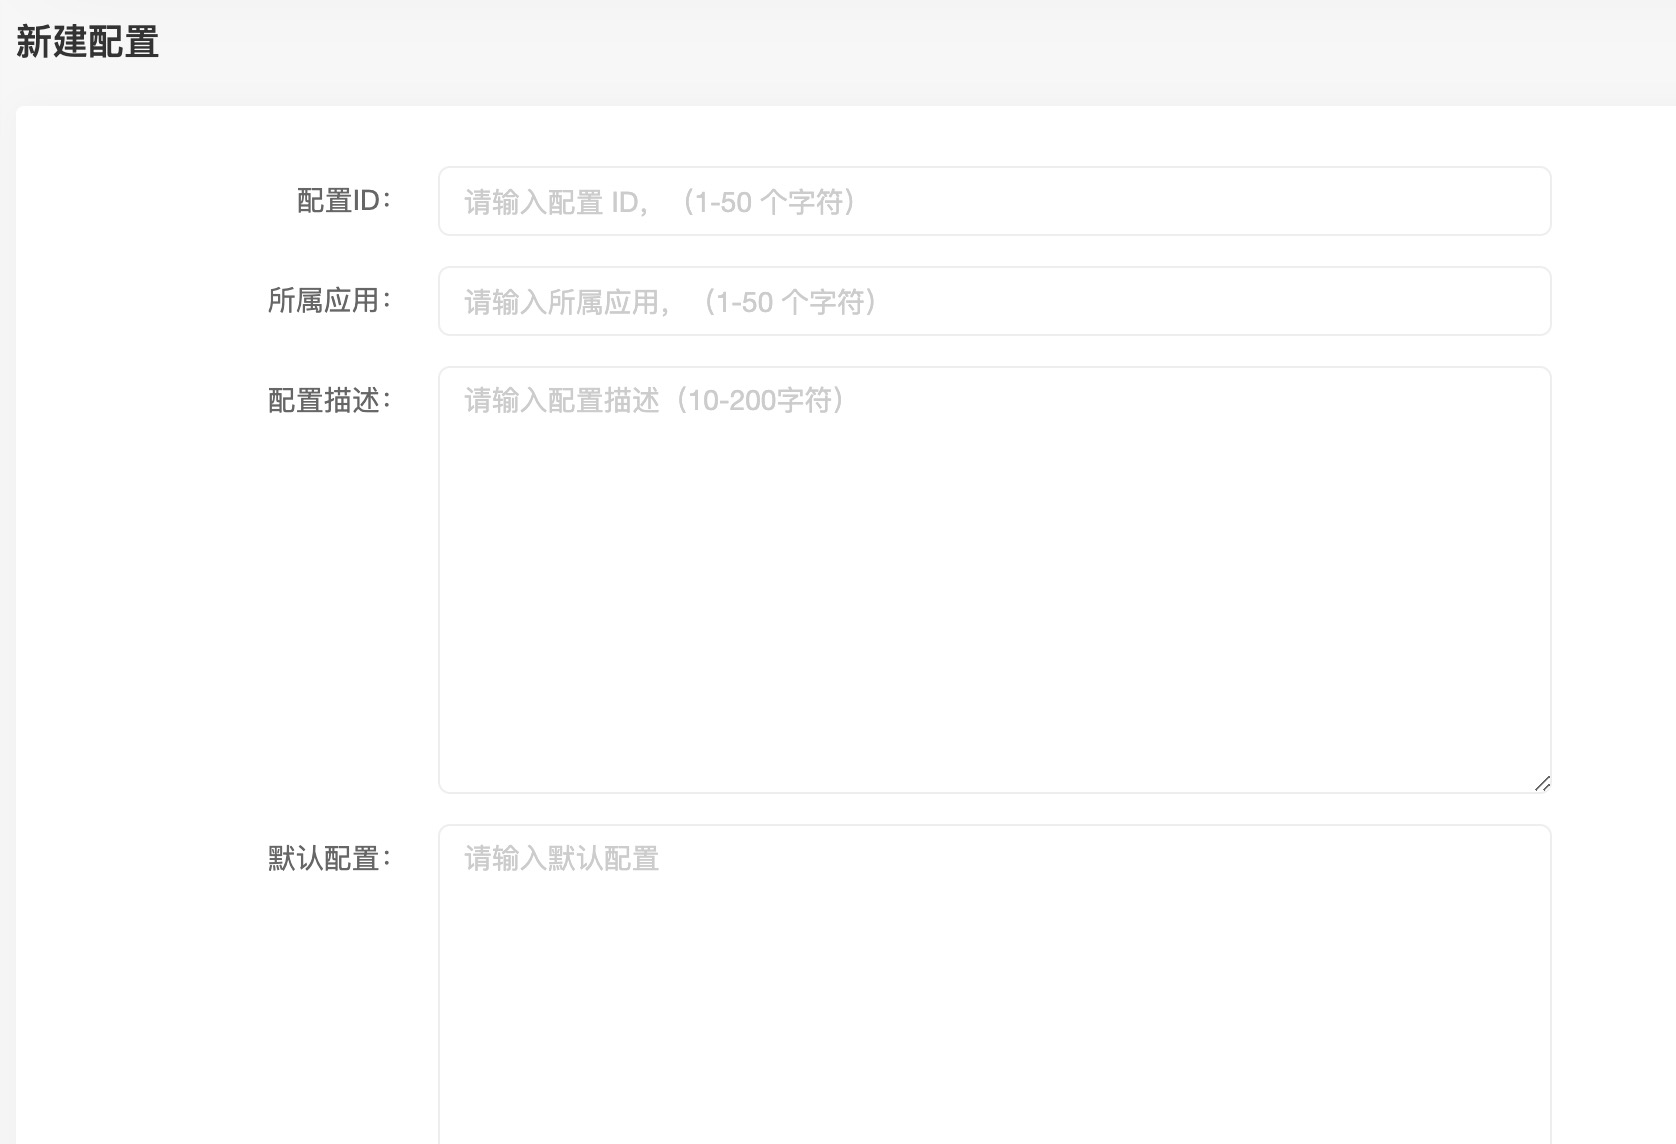 新建配置
配置ID：
请输入配置 ID，（1-50 个字符）
所属应用：
请输入所属应用，（1-50 个字符）
配置描述：
请输入配置描述（10-200字符）
默认配置：
请输入默认配置